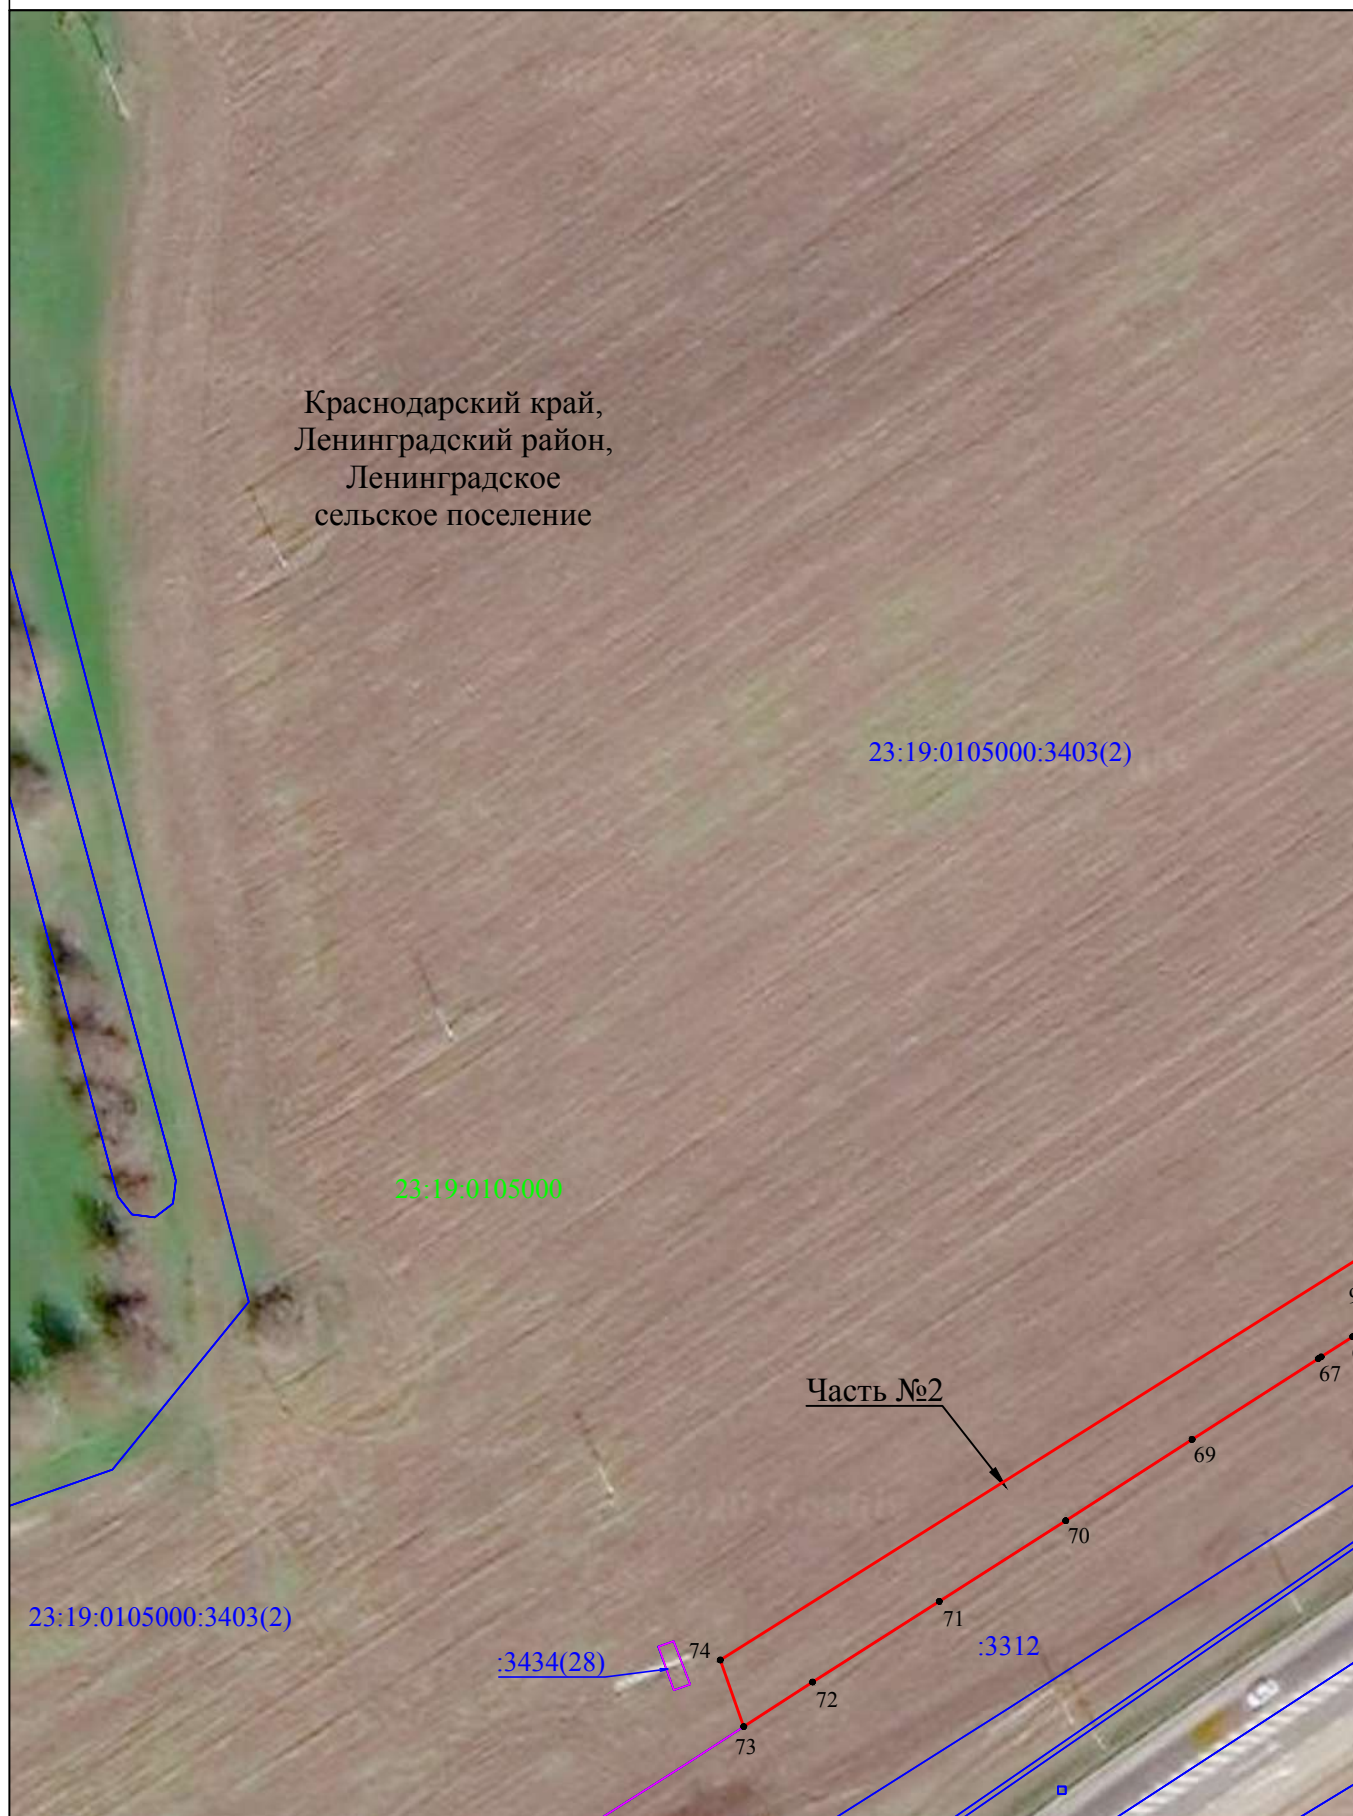 Краснодарский край,
Ленинградский район,
Ленинградское
сельское поселение
23:19:0105000:3403(2)
23:19:0105000
Часть №2
67
69
70
71
:3312
23:19:0105000:3403(2)
:3434(28)
74
72
73